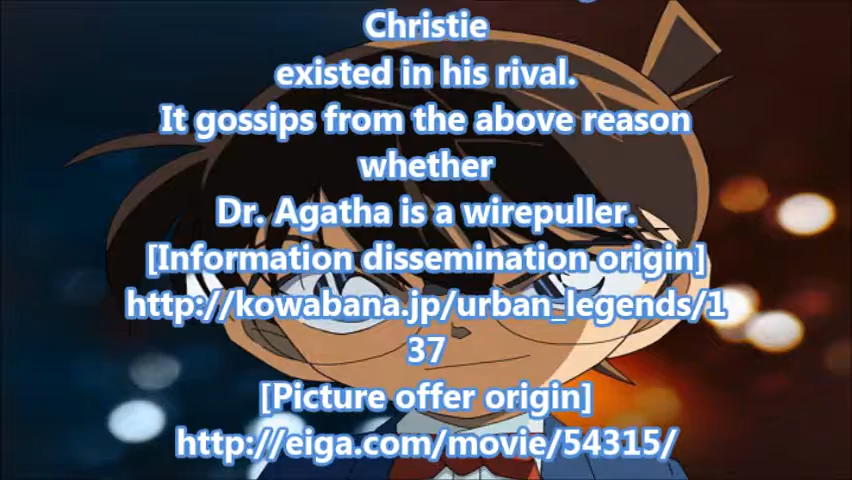 Christie
existed in his rival.
It gossips from the above reason
whether
Dr. Agatha is a wirepuller.
[Information dissemination origin]
http://kowabana.jp/urban_legends/1
37
[Picture offer origin]
http://eiga.com/movie/54315/